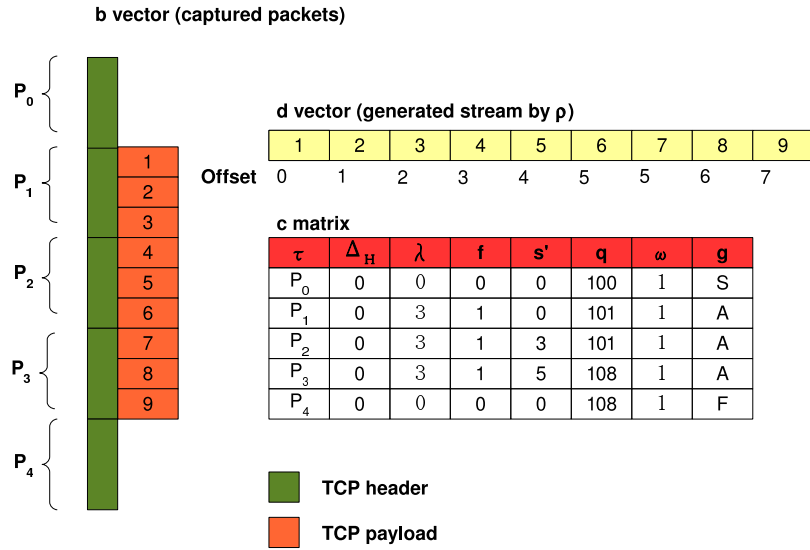 b vector (captured packets)
P0
P1
P2
P3
P4
1
2
3
4
5
6
7
8
9
d vector (generated stream by ρ)
1 2 3 4 5 6 7 8 9
Offset 0 1 2 3 4 5 5 6 7
c matrix
τ ΔH λ f s' q ω g
P0 0 0 0 0 100 1 S
P1 0 3 1 0 101 1 A
P2 0 3 1 3 101 1 A
P3 0 3 1 5 108 1 A
P4 0 0 0 0 108 1 F
TCP header
TCP payload